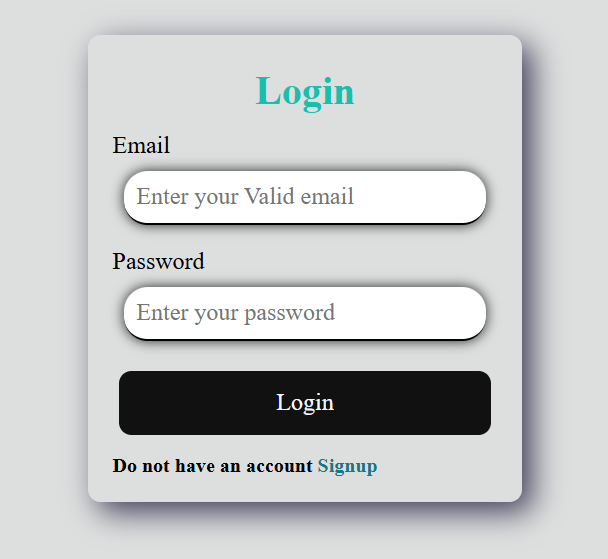 Login
Email
Enter your Valid email
Password
Enter your password
Login
Do not have an account Signup